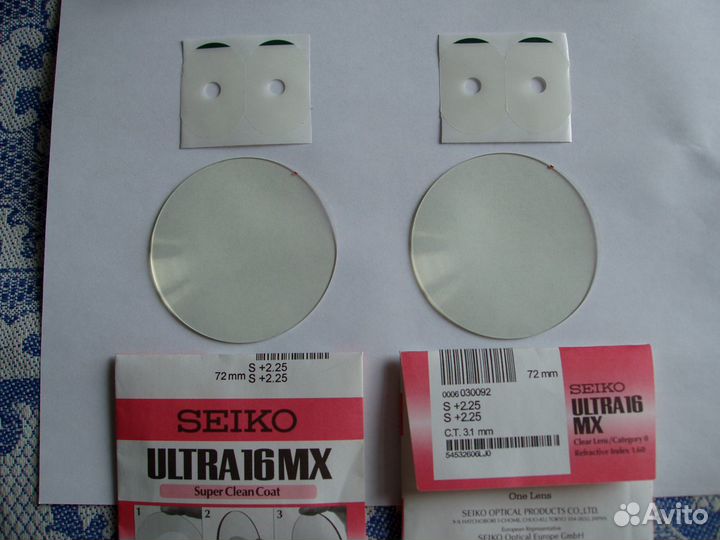 72 mm S +2.25
S +2.25
SEIKO
ULTRA16MX
Super Clean Coat
1 2 3
72 mm
0006 030092
S +2.25
S +2.25
C.T. 3.1 mm
54532606LJ0
SEIKO
ULTRA16
MX
Clear Lens/Category 0
Refractive Index 1.60
One Lens
SEIKO OPTICAL PRODUCTS CO., LTD.
European Representative
SEIKO Optical Europe GmbH
Avito